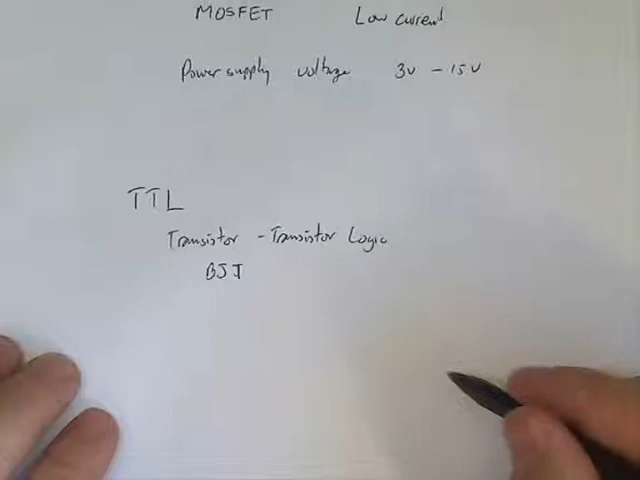 MOSFET Low current
Power supply voltage 3v - 15v
TTL
Transistor - Transistor Logic
BJT